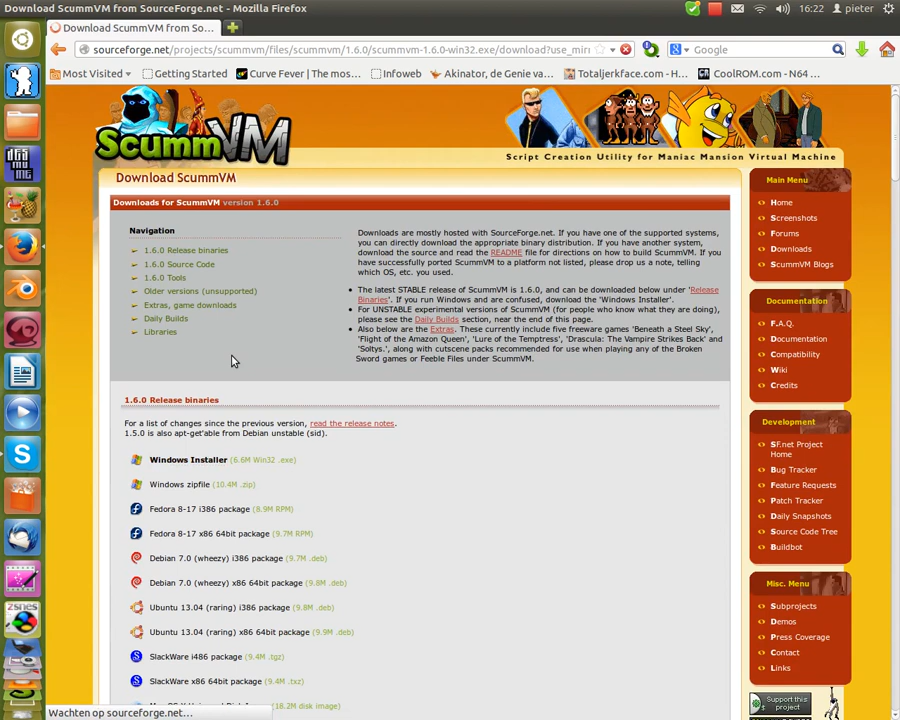 Download ScummVM from SourceForge.net - Mozilla Firefox
16:22 pieter
Download ScummVM from So...
sourceforge.net/projects/scummvm/files/scummvm/1.6.0/scummvm-1.6.0-win32.exe/download?use_mir
Google
Most Visited
Getting Started
Curve Fever | The mos...
Infoweb
Akinator, de Genie va...
Totaljerkface.com - H...
CoolROM.com - N64 ...
ScummVM
Script Creation Utility for Maniac Mansion Virtual Machine
Download ScummVM
Downloads for ScummVM version 1.6.0
Navigation
1.6.0 Release binaries
1.6.0 Source Code
1.6.0 Tools
Older versions (unsupported)
Extras, game downloads
Daily Builds
Libraries
Downloads are mostly hosted with SourceForge.net. If you have one of the supported systems,
you can directly download the appropriate binary distribution. If you have another system,
download the source and read the README file for directions on how to build ScummVM. If you
have successfully ported ScummVM to a platform not listed, please drop us a note, telling
which OS, etc. you used.
The latest STABLE release of ScummVM is 1.6.0, and can be downloaded below under 'Release
Binaries'. If you run Windows and are confused, download the 'Windows Installer'.
For UNSTABLE experimental versions of ScummVM (for people who know what they are doing),
please see the Daily Builds section, near the end of this page.
Also below are the Extras. These currently include five freeware games 'Beneath a Steel Sky',
'Flight of the Amazon Queen', 'Lure of the Temptress', 'Drascula: The Vampire Strikes Back' and
'Soltys.', along with cutscene packs recommended for use when playing any of the Broken
Sword games or Feeble Files under ScummVM.
1.6.0 Release binaries
For a list of changes since the previous version, read the release notes.
1.5.0 is also apt-get'able from Debian unstable (sid).
Windows Installer (6.6M Win32 .exe)
Windows zipfile (10.4M .zip)
Fedora 8-17 i386 package (8.9M RPM)
Fedora 8-17 x86 64bit package (9.7M RPM)
Debian 7.0 (wheezy) i386 package (9.7M .deb)
Debian 7.0 (wheezy) x86 64bit package (9.8M .deb)
Ubuntu 13.04 (raring) i386 package (9.8M .deb)
Ubuntu 13.04 (raring) x86 64bit package (9.9M .deb)
SlackWare i486 package (9.4M .tgz)
SlackWare x86 64bit package (9.4M .txz)
(18.2M disk image)
Main Menu
Home
Screenshots
Forums
Downloads
ScummVM Blogs
Documentation
F.A.Q.
Documentation
Compatibility
Wiki
Credits
Development
SF.net Project
Home
Bug Tracker
Feature Requests
Patch Tracker
Daily Snapshots
Source Code Tree
Buildbot
Misc. Menu
Subprojects
Demos
Press Coverage
Contact
Links
Support this
project
Wachten op sourceforge.net...